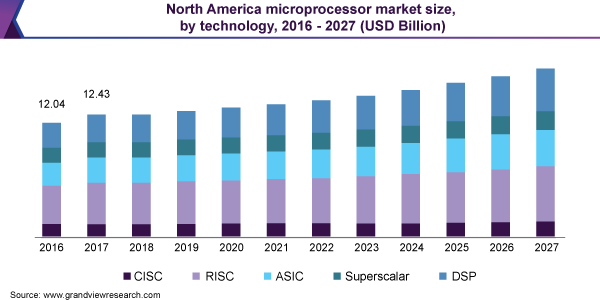 North America microprocessor market size,
by technology, 2016 - 2027 (USD Billion)
12.04
12.43
2016 2017 2018 2019 2020 2021 2022 2023 2024 2025 2026 2027
CISC RISC ASIC Superscalar DSP
Source: www.grandviewresearch.com